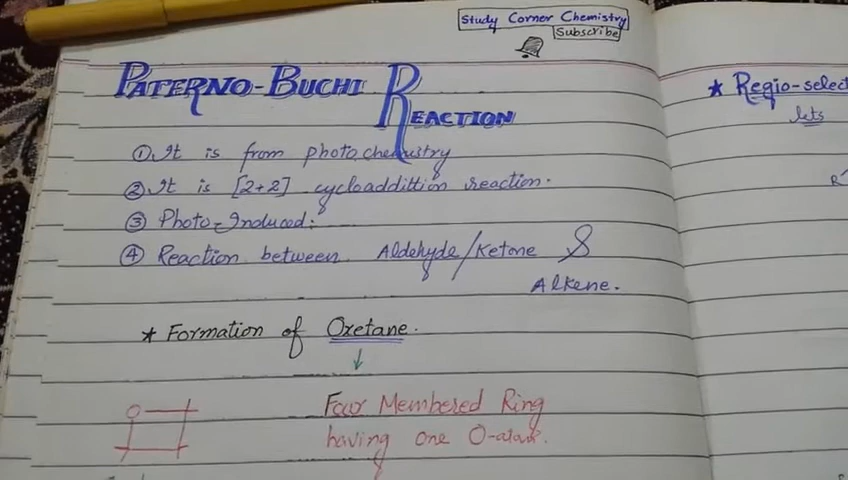 Study Corner Chemistry
Subscribe
PATERNO-BUCHI REACTION
① It is from photochemistry
② It is [2+2] cycloaddittion reaction.
③ Photo-Induced:
④ Reaction between Aldehyde/Ketone &
Alkene.
★ Formation of Oxetane.
↓
O
Four Membered Ring
having one O-atom.
★ Regio-select
lets
R